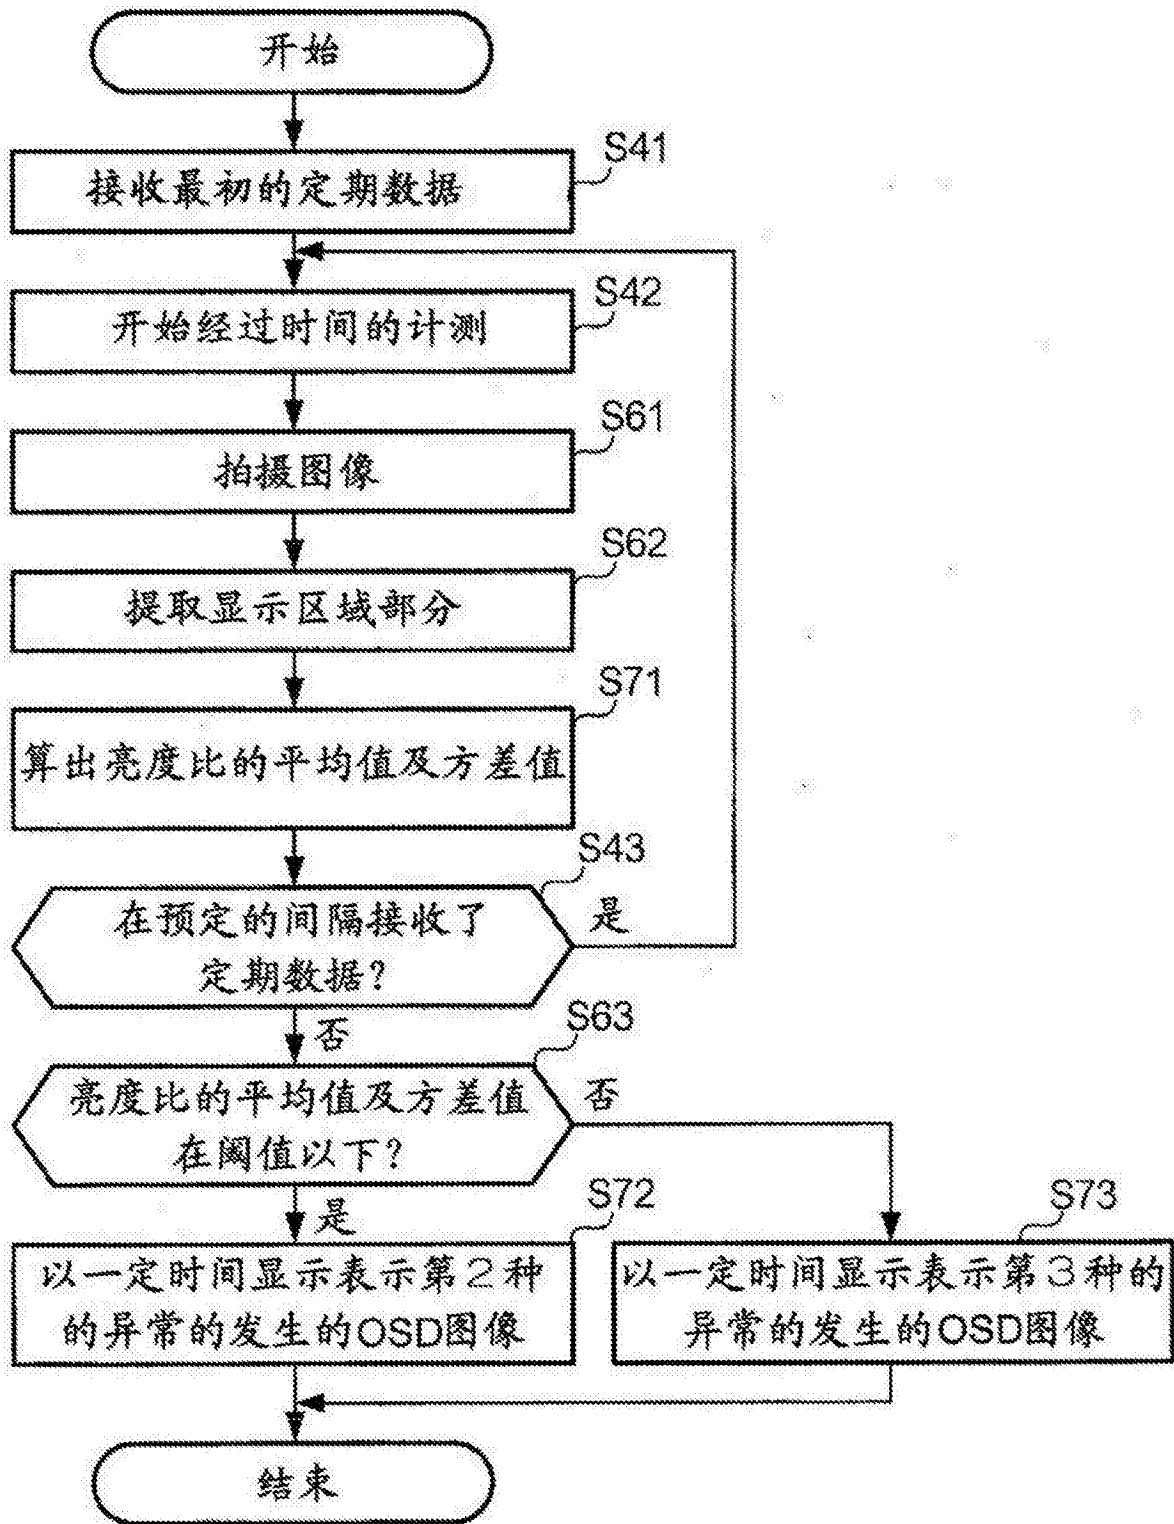 开始
S41
接收最初的定期数据
S42
开始经过时间的计测
S61
拍摄图像
S62
提取显示区域部分
S71
算出亮度比的平均值及方差值
S43
在预定的间隔接收了
定期数据?
是
否
S63
亮度比的平均值及方差值
在阈值以下?
否
是
S72
以一定时间显示表示第2种
的异常的发生的OSD图像
S73
以一定时间显示表示第3种的
异常的发生的OSD图像
结束